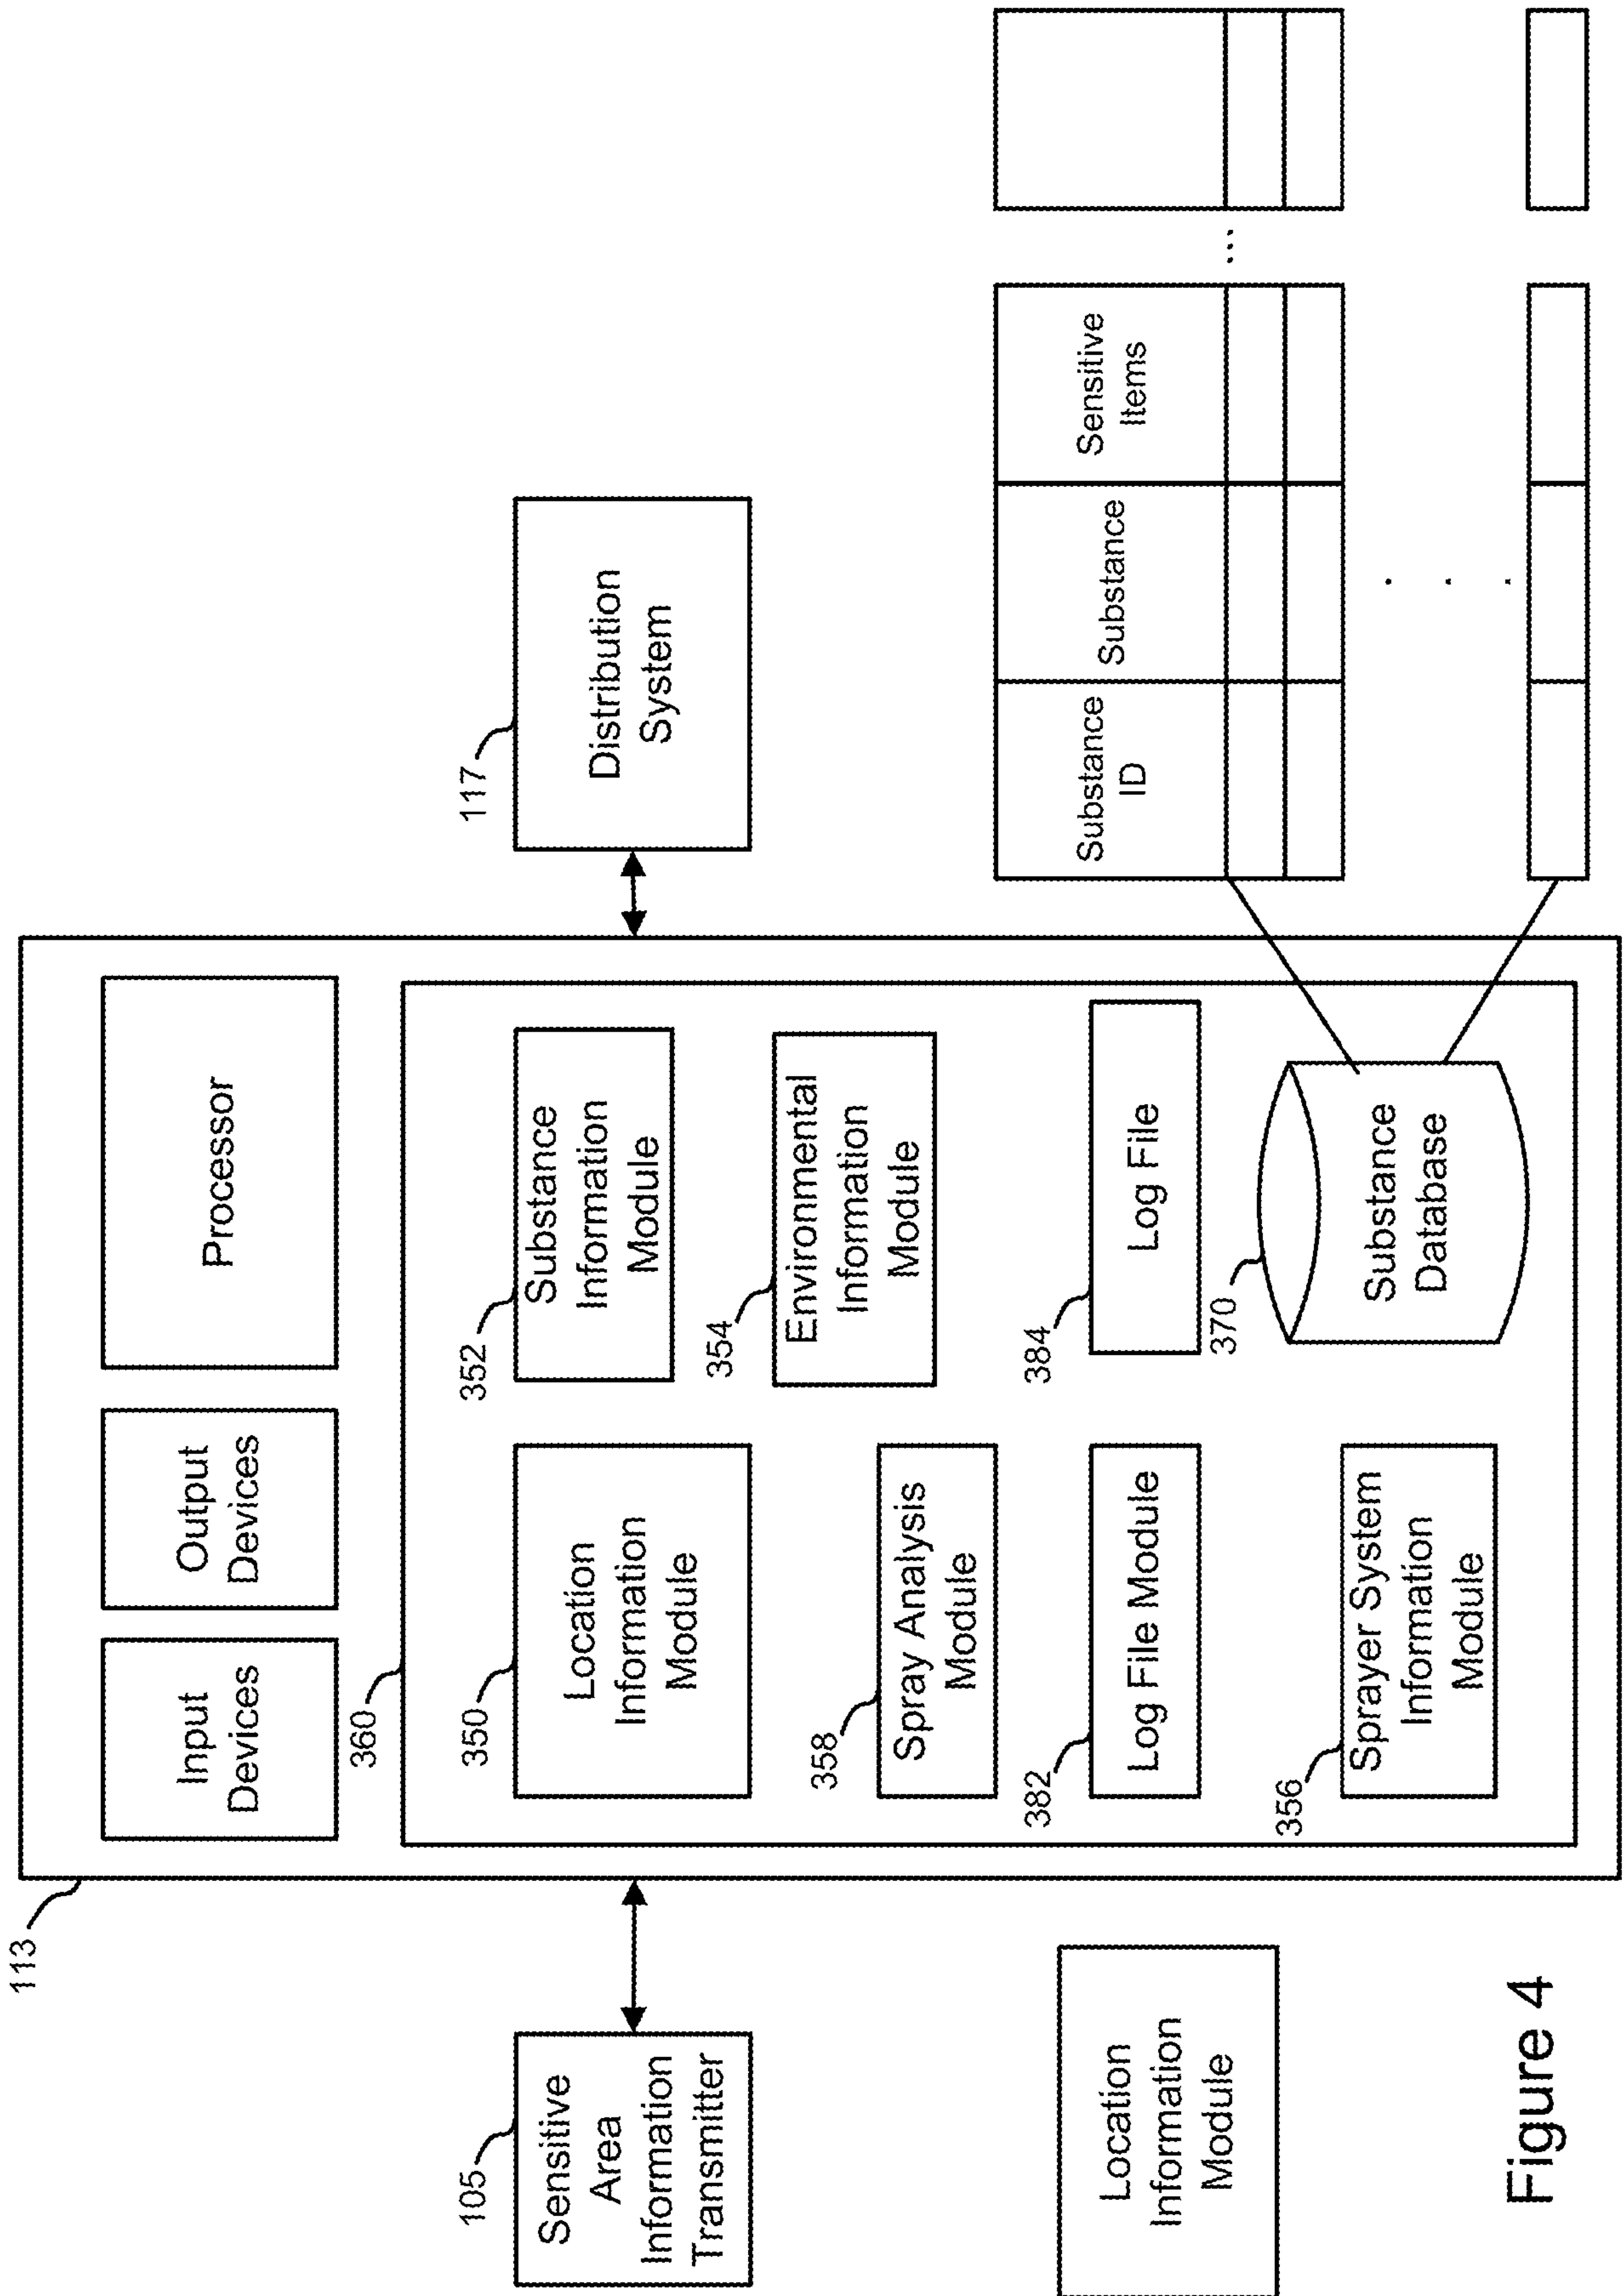 113
Input
Devices
Output
Devices
Processor
360
105
Sensitive
Area
Information
Transmitter
350
Location
Information
Module
352
Substance
Information
Module
117
Distribution
System
354
Environmental
Information
Module
358
Spray Analysis
Module
382
Log File Module
384
Log File
356
Sprayer System
Information
Module
370
Substance
Database
Substance
ID
Substance
Sensitive
Items
...
. . .
Location
Information
Module
Figure 4